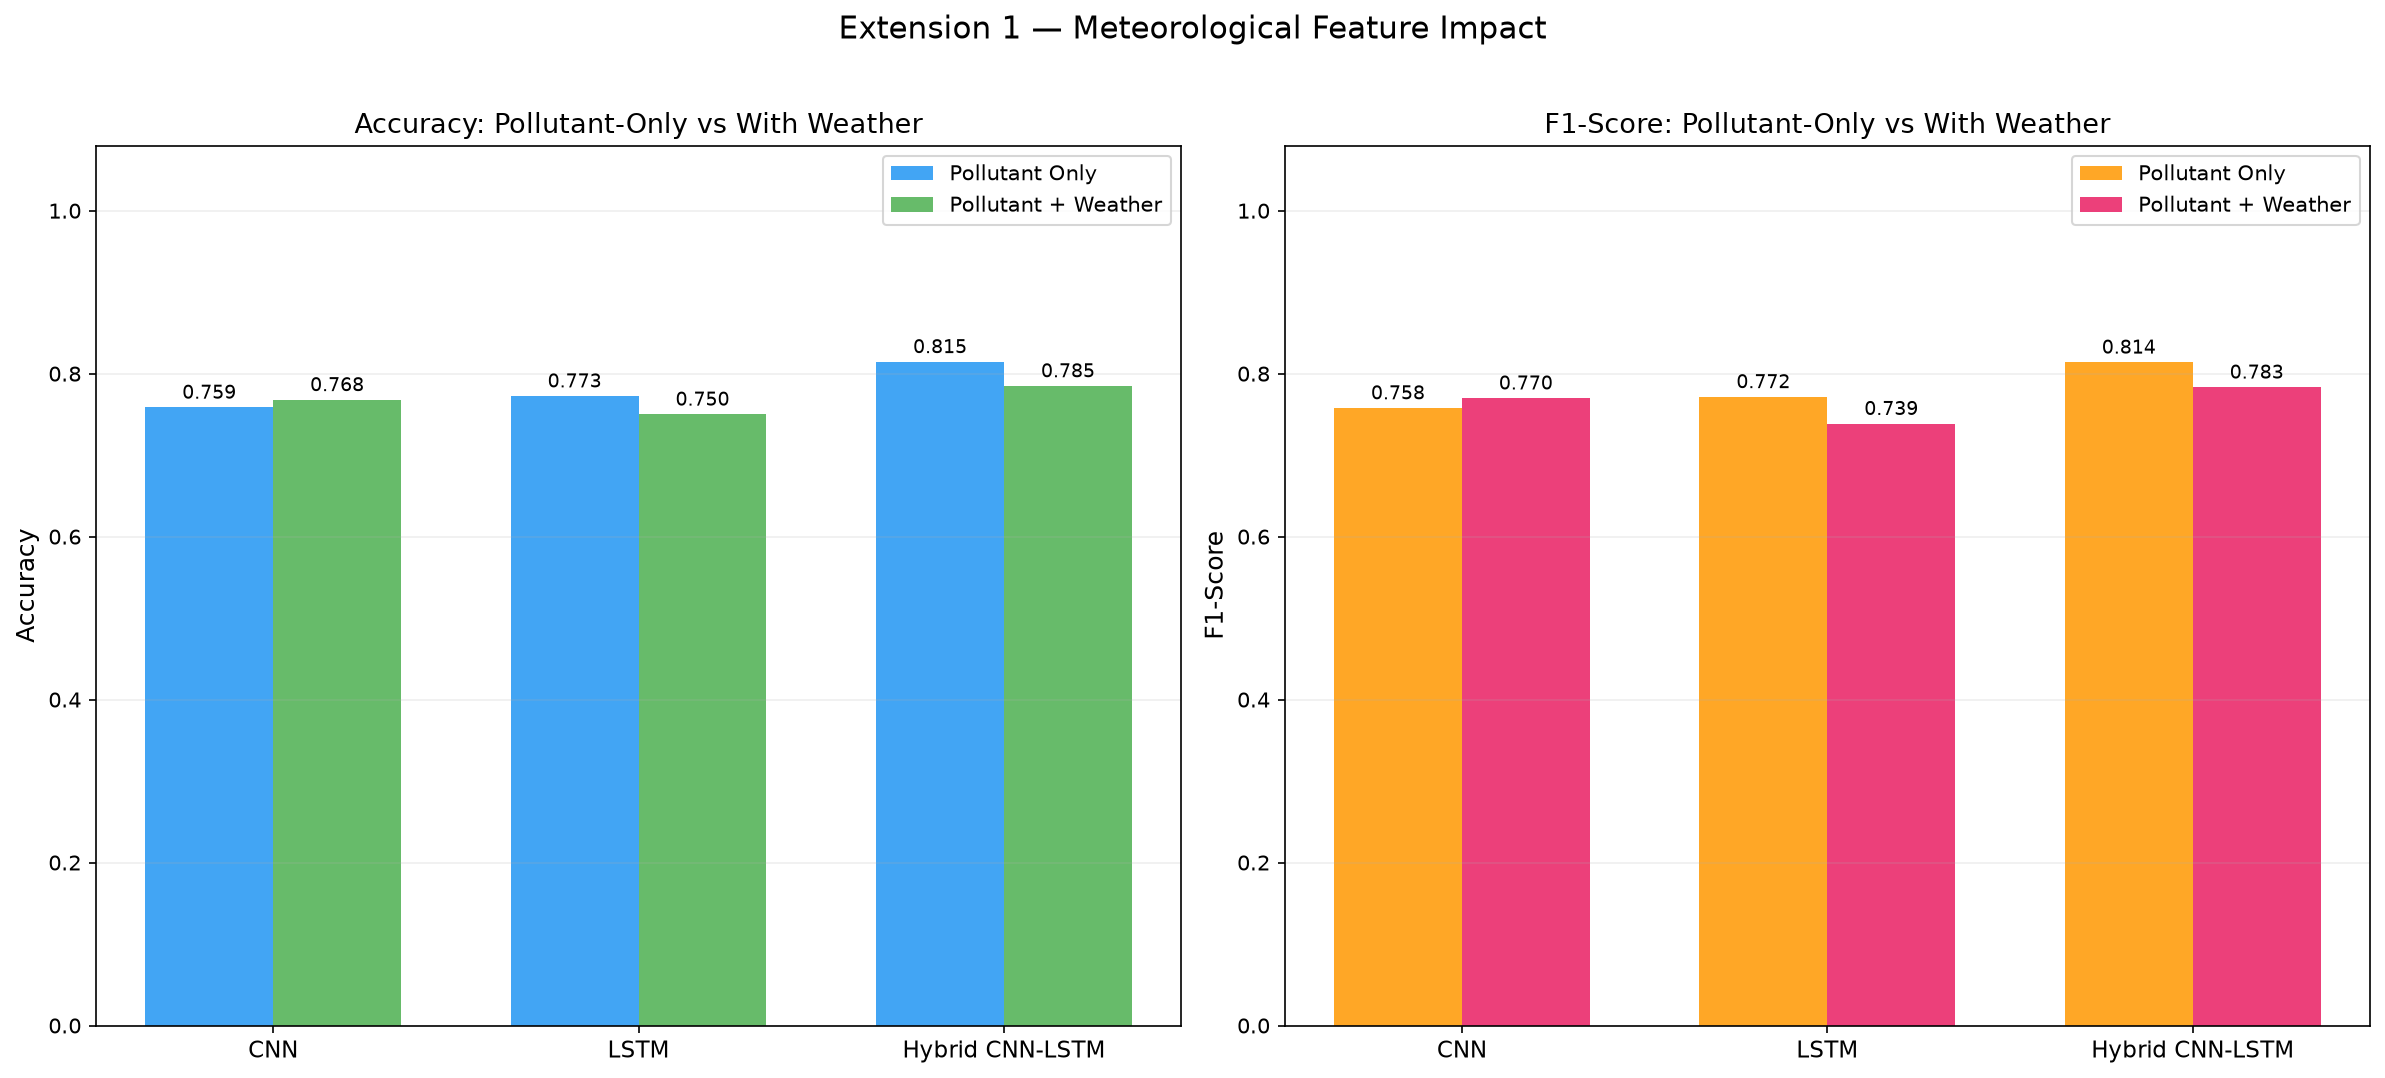 Extension 1 — Meteorological Feature Impact
Accuracy: Pollutant-Only vs With Weather
Pollutant Only
Pollutant + Weather
1.0
0.8
0.6
0.4
0.2
0.0
Accuracy
0.759
0.768
0.773
0.750
0.815
0.785
CNN
LSTM
Hybrid CNN-LSTM
F1-Score: Pollutant-Only vs With Weather
Pollutant Only
Pollutant + Weather
1.0
0.8
0.6
0.4
0.2
0.0
F1-Score
0.758
0.770
0.772
0.739
0.814
0.783
CNN
LSTM
Hybrid CNN-LSTM